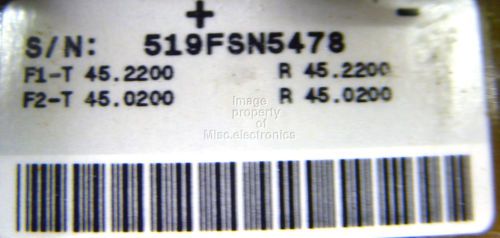 + -
S/N: 519FSN5478
F1-T 45.2200 R 45.2200
F2-T 45.0200 R 45.0200
Image
property
of
Misc.electronics